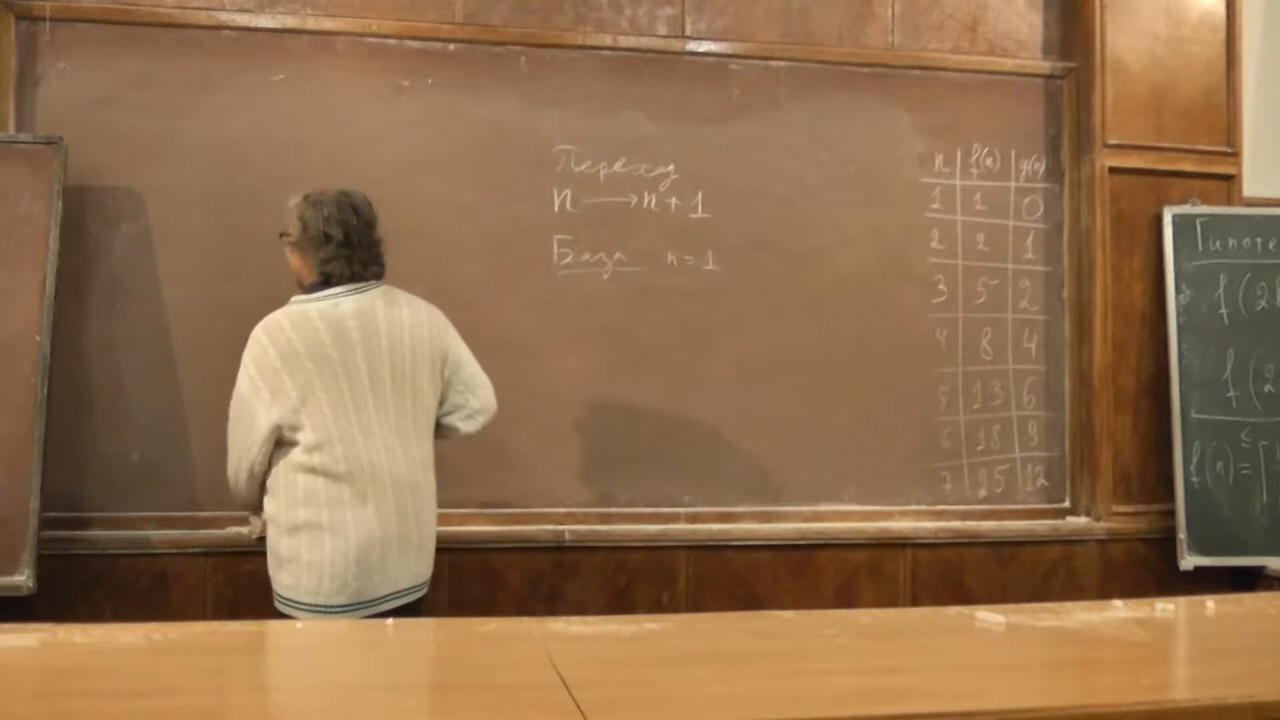 Переход
n → n+1
База n=1
n f(n) g(n)
1 1 0
2 2 1
3 5 2
4 8 4
5 13 6
6 18 9
7 25 12
Гипоте
f(2
f(2
f(n) ≤ =